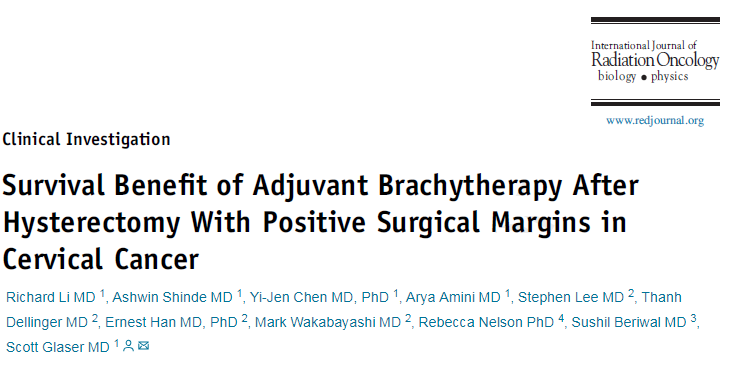 International Journal of
Radiation Oncology
biology ● physics
www.redjournal.org
Clinical Investigation
Survival Benefit of Adjuvant Brachytherapy After
Hysterectomy With Positive Surgical Margins in
Cervical Cancer
Richard Li MD 1, Ashwin Shinde MD 1, Yi-Jen Chen MD, PhD 1, Arya Amini MD 1, Stephen Lee MD 2, Thanh
Dellinger MD 2, Ernest Han MD, PhD 2, Mark Wakabayashi MD 2, Rebecca Nelson PhD 4, Sushil Beriwal MD 3,
Scott Glaser MD 1